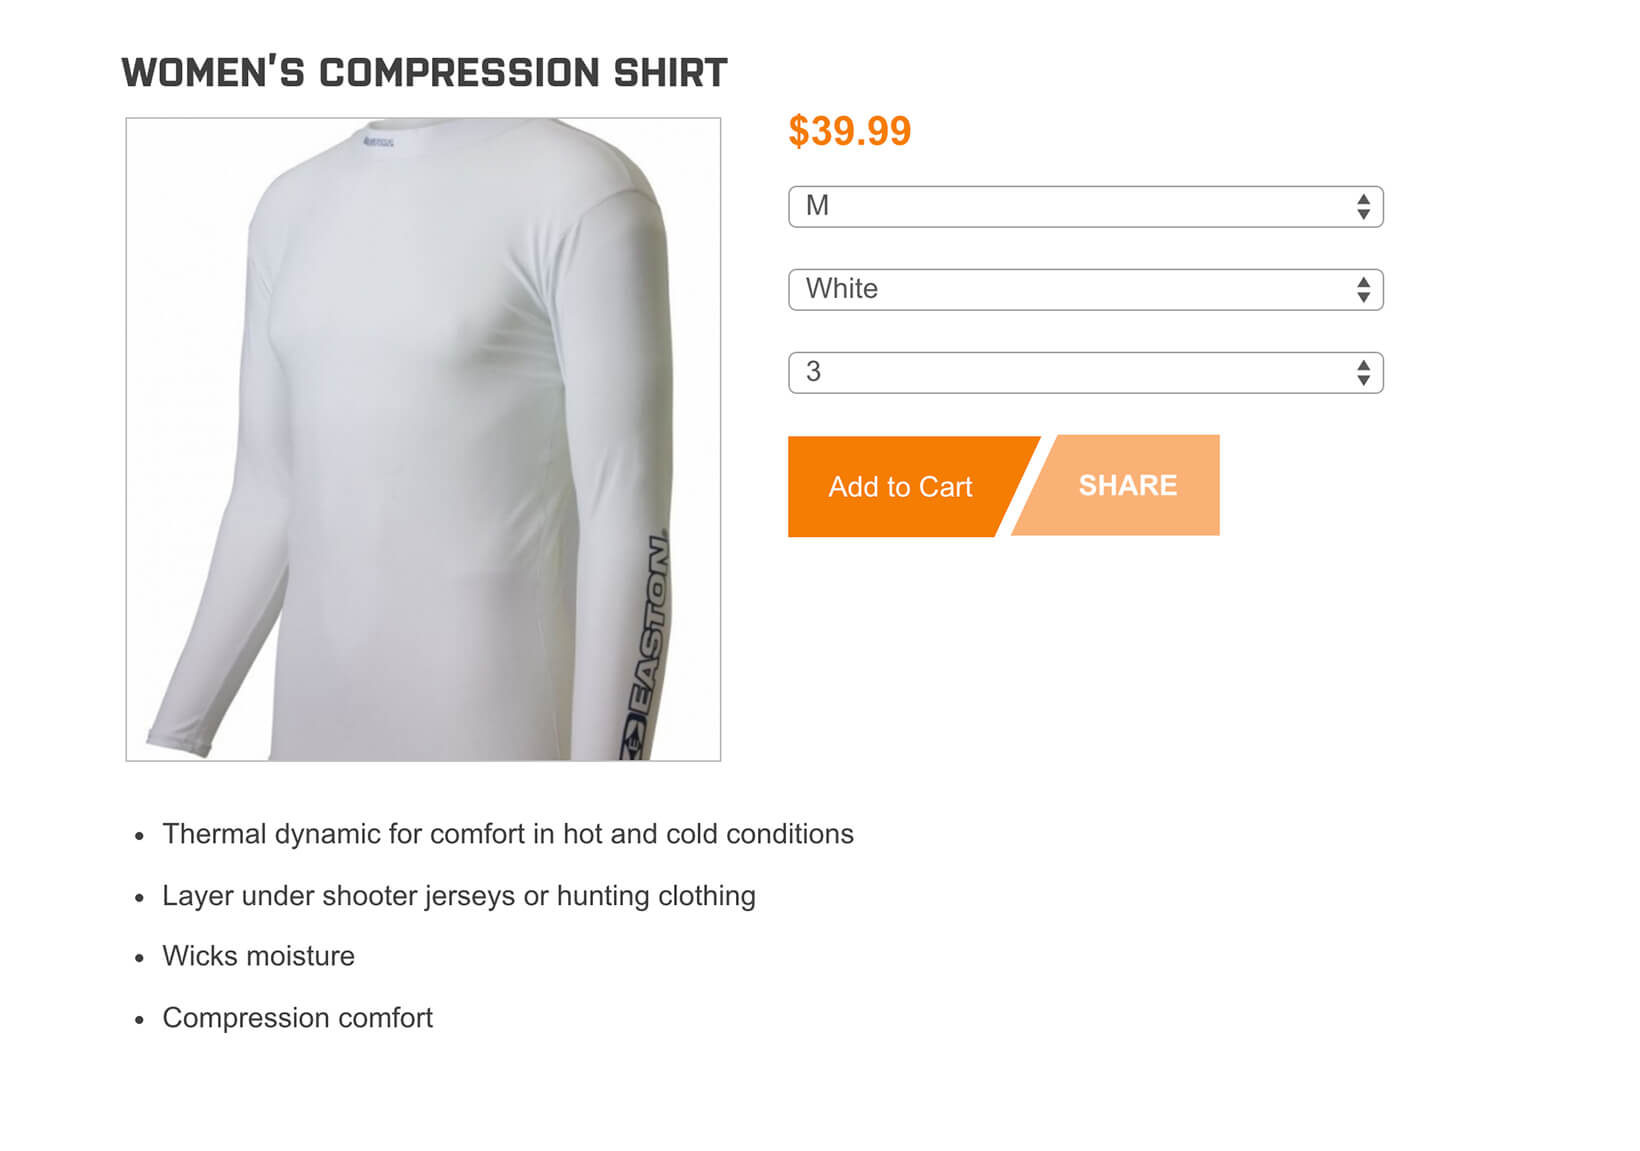 WOMEN'S COMPRESSION SHIRT
$39.99
M
White
3
Add to Cart
SHARE
EASTON
Thermal dynamic for comfort in hot and cold conditions
Layer under shooter jerseys or hunting clothing
Wicks moisture
Compression comfort